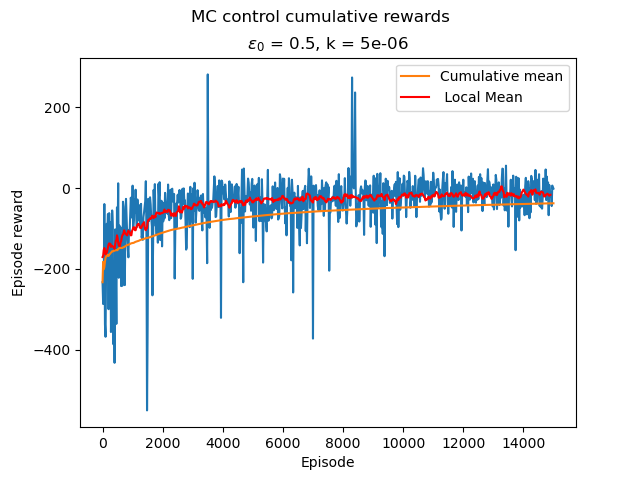 MC control cumulative rewards
ε₀ = 0.5, k = 5e-06
Cumulative mean
Local Mean
Episode reward
200
0
−200
−400
0 2000 4000 6000 8000 10000 12000 14000
Episode